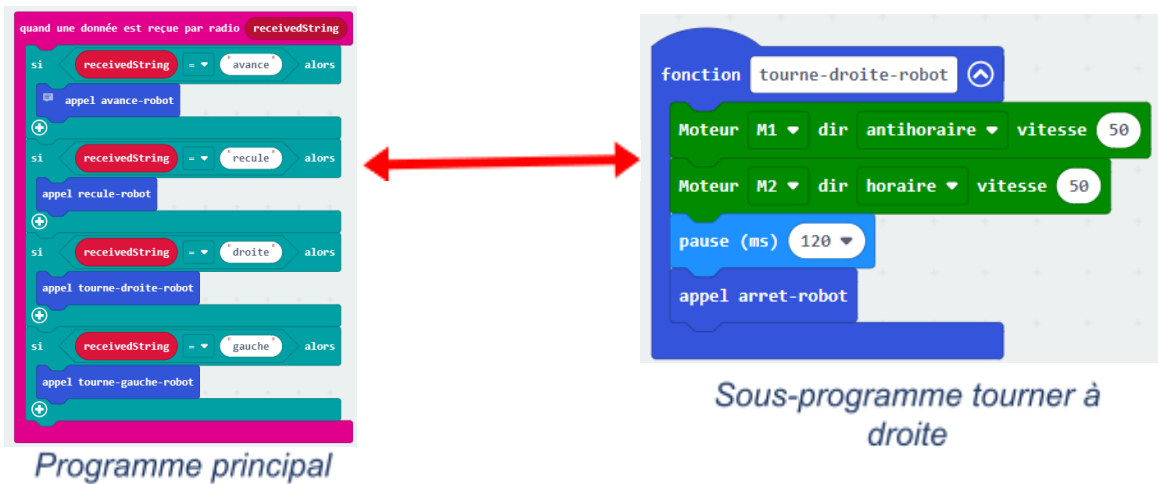 quand une donnée est reçue par radio receivedString
si receivedString = "avance" alors
appel avance-robot
si receivedString = "recule" alors
appel recule-robot
si receivedString = "droite" alors
appel tourne-droite-robot
si receivedString = "gauche" alors
appel tourne-gauche-robot
Programme principal
fonction tourne-droite-robot
Moteur M1 dir antihoraire vitesse 50
Moteur M2 dir horaire vitesse 50
pause (ms) 120
appel arret-robot
Sous-programme tourner à
droite